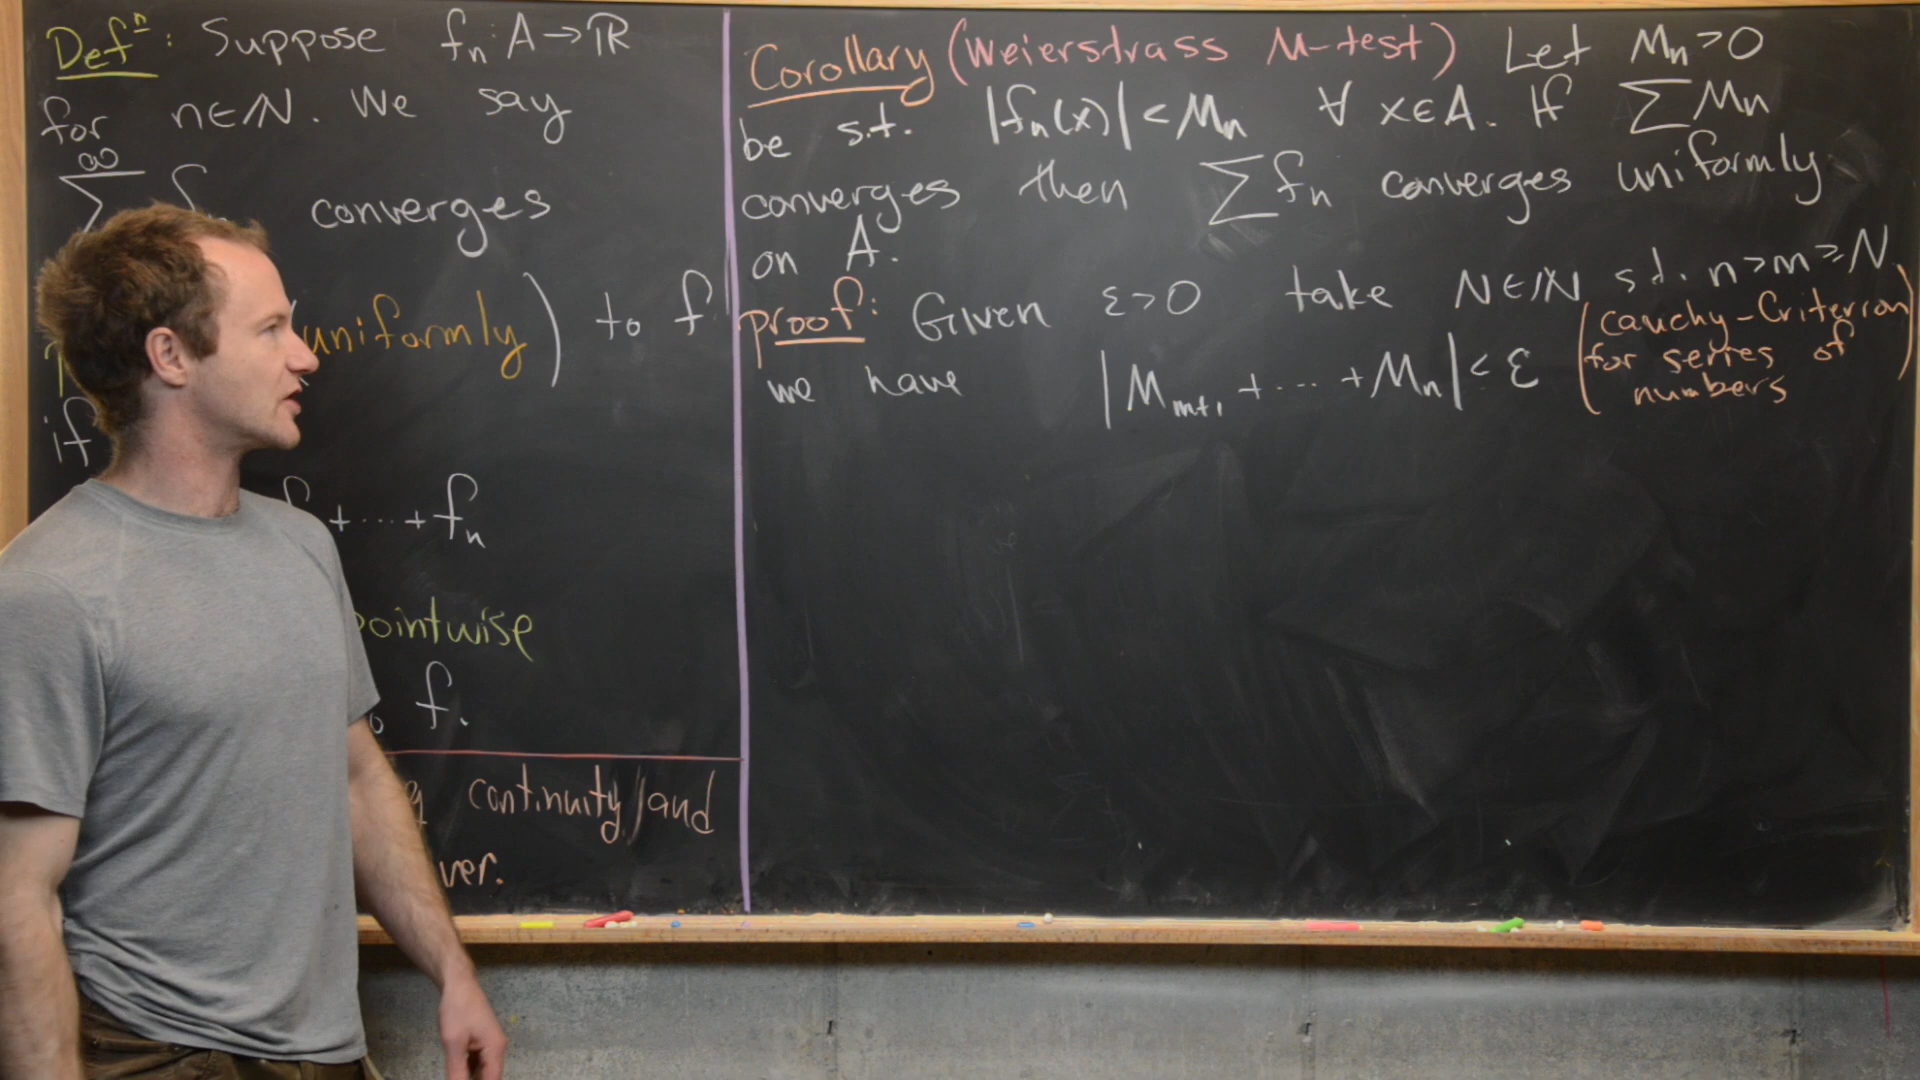 Defⁿ: Suppose fₙ: A → ℝ
for n∈ℕ. We say
∞
∑ fₙ converges
(uniformly) to f
if
+ ⋯ + fₙ
pointwise
f.
continuity/and
ver.
Corollary (Weierstrass M-test) Let Mₙ > 0
be s.t. |fₙ(x)| < Mₙ ∀ x∈A. If ∑Mₙ
converges then ∑fₙ converges uniformly
on A.
proof: Given ε>0 take N∈ℕ s.t. n>m≥N
we have |Mₘ₊₁ + ⋯ + Mₙ| < ε
(Cauchy-Criterion
for series of
numbers)